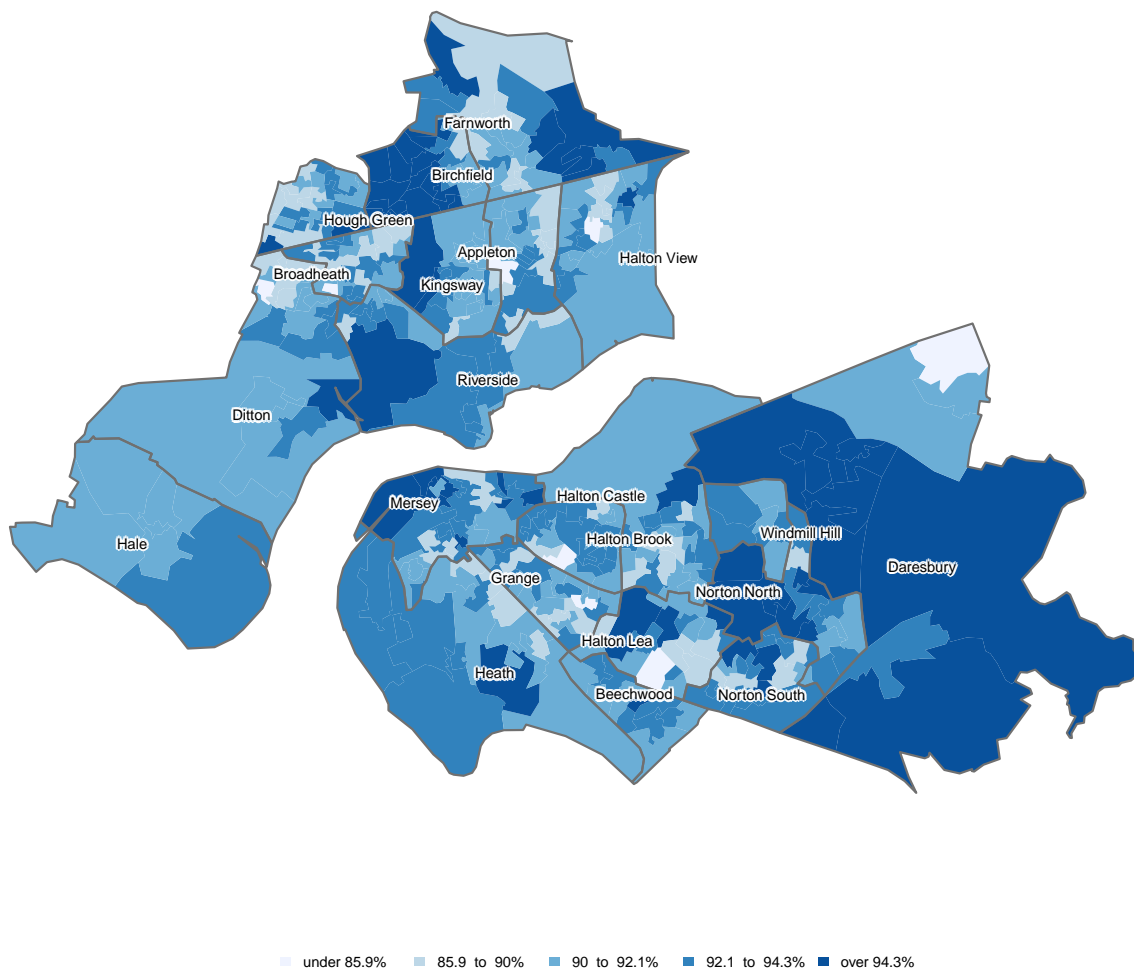 Farnworth
Birchfield
Hough Green
Appleton
Halton View
Broadheath
Kingsway
Riverside
Ditton
Mersey
Halton Castle
Windmill Hill
Hale
Halton Brook
Daresbury
Grange
Norton North
Halton Lea
Heath
Beechwood
Norton South
under 85.9%
85.9 to 90%
90 to 92.1%
92.1 to 94.3%
over 94.3%